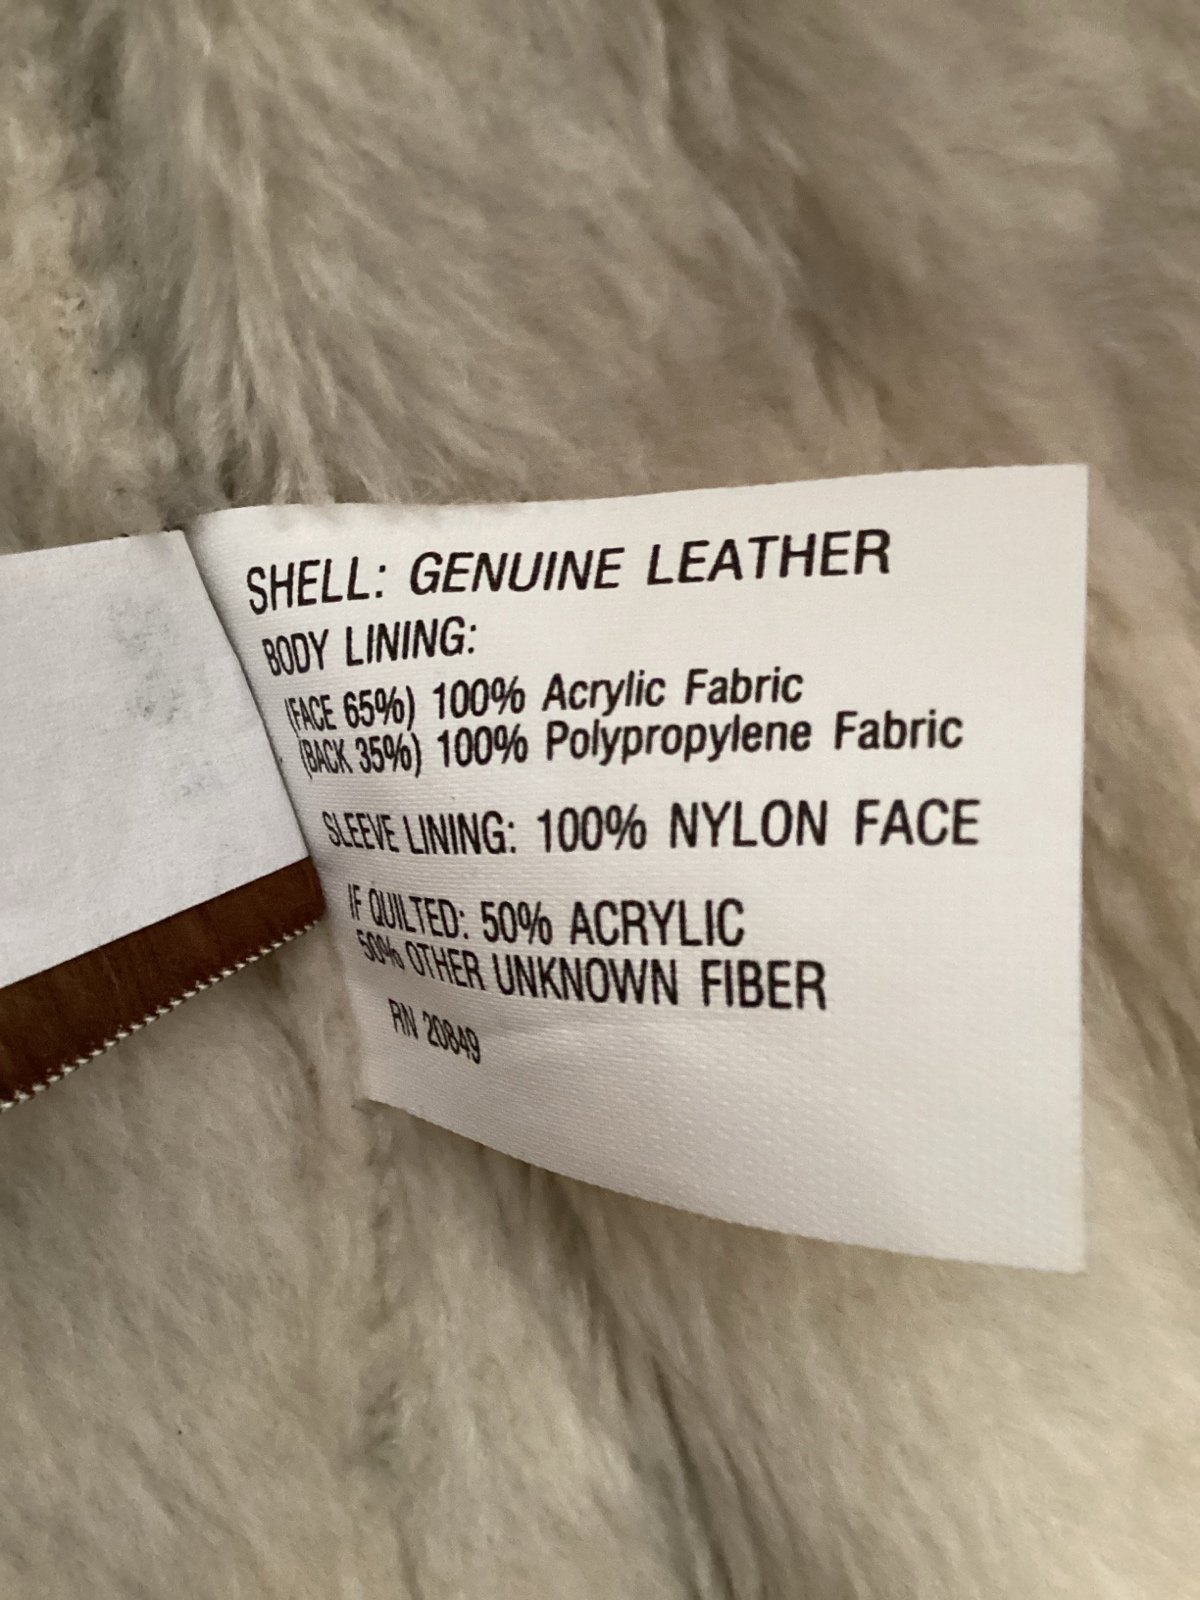 SHELL: GENUINE LEATHER
BODY LINING:
(FACE 65%) 100% Acrylic Fabric
(BACK 35%) 100% Polypropylene Fabric
SLEEVE LINING: 100% NYLON FACE
IF QUILTED: 50% ACRYLIC
50% OTHER UNKNOWN FIBER
RN 20849